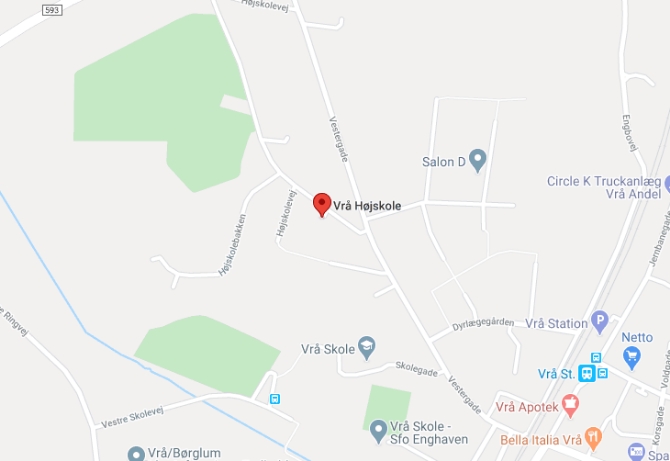 593
Højskolevej
Vestergade
Engbovej
Salon D
Circle K Truckanlæg
Vrå Andel
Vrå Højskole
Højskolevej
Højskolebakken
Jernbanegade
Ringvej
Dyrlægegården
Vrå Station
P
Netto
Vrå Skole
Skolegade
Vrå St.
Vestergade
Voldgade
Vestre Skolevej
Vrå Apotek
Korsgade
Vrå Skole -
Sfo Enghaven
Bella Italia Vrå
Vrå/Børglum
Spa